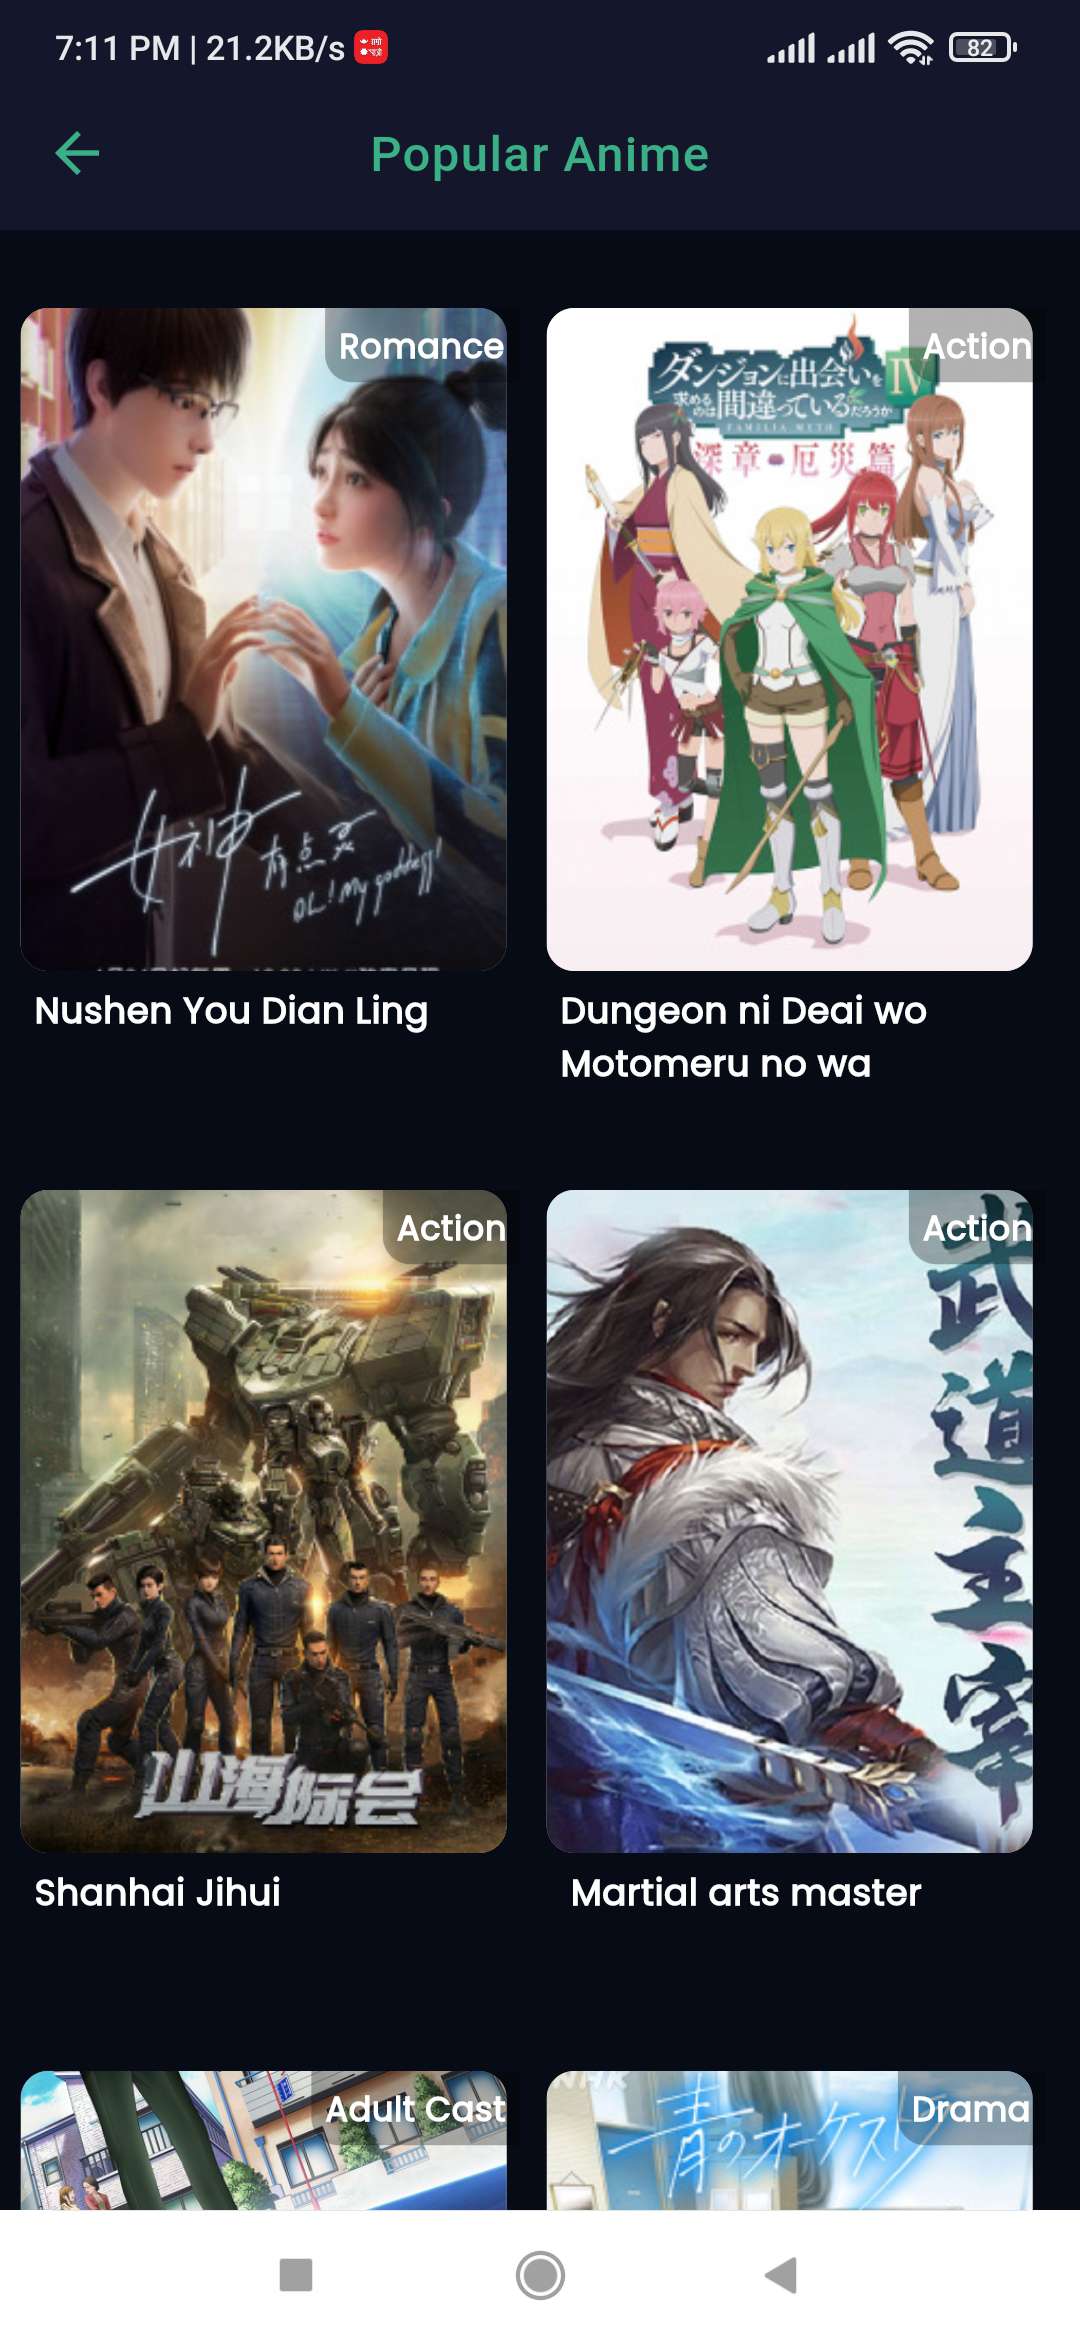 7:11 PM | 21.2KB/s
82
Popular Anime
Romance
女神
有点灵
Oh! My goddess!
Nushen You Dian Ling
Action
ダンジョンに出会いを
求めるのは間違っているだろうか
IV
FAMILIA MYTH
深章 厄災篇
Dungeon ni Deai wo
Motomeru no wa
Action
山海际会
Shanhai Jihui
Action
武道主宰
Martial arts master
Adult Cast
Drama
NHK
青のオーケストラ